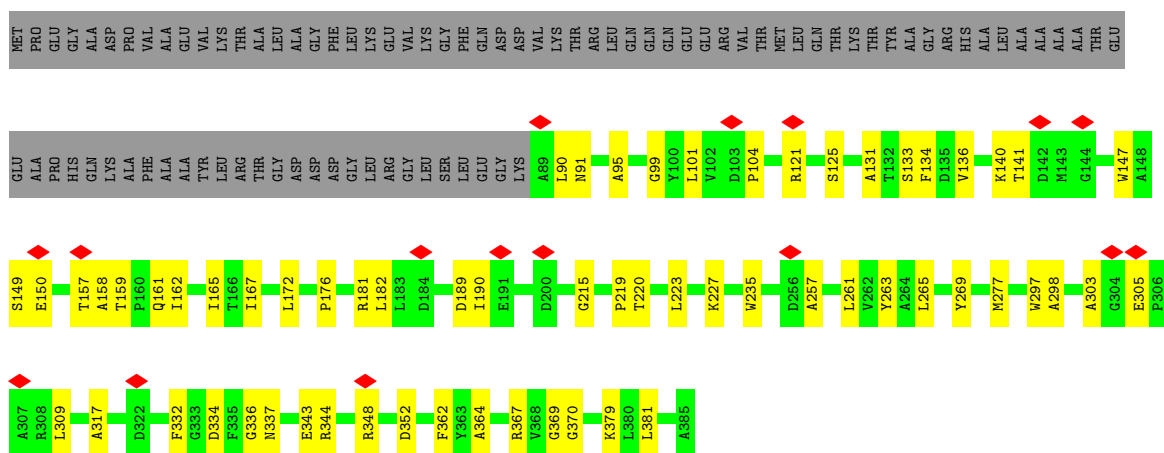 MET PRO GLU GLY ALA ASP PRO VAL ALA GLU VAL LYS THR ALA LEU ALA GLY PHE LEU LYS GLU VAL LYS GLY PHE GLN ASP ASP VAL LYS THR ARG LEU GLN GLN GLN GLU GLU ARG VAL THR MET LEU GLN THR LYS THR TYR ALA GLY ARG HIS ALA LEU ALA ALA ALA ALA THR GLU
GLU ALA PRO HIS GLN LYS ALA PHE ALA ALA TYR LEU ARG THR GLY ASP ASP ASP GLY LEU ARG GLY LEU SER LEU GLU GLY LYS A89 L90 N91 A95 G99 Y100 L101 V102 D103 P104 R121 S125 A131 T132 S133 F134 D135 V136 K140 T141 D142 M143 G144 W147 A148
S149 E150 T157 A158 T159 P160 Q161 I162 I165 T166 I167 L172 P176 R181 L182 L183 D184 D189 I190 E191 D200 G215 P219 T220 L223 K227 W235 D256 A257 L261 V262 Y263 A264 L265 Y269 M277 W297 A298 A303 G304 E305 P306
A307 R308 L309 A317 D322 F332 G333 D334 F335 G336 N337 E343 R344 R348 D352 F362 Y363 A364 R367 V368 G369 G370 K379 L380 L381 A385